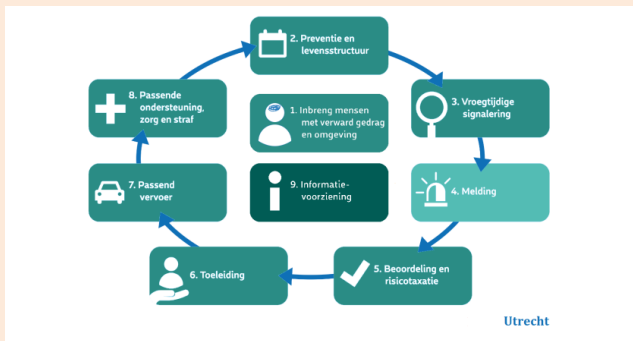 2. Preventie en
levensstructuur
3. Vroegtijdige
signalering
4. Melding
5. Beoordeling en
risicotaxatie
6. Toeleiding
7. Passend
vervoer
8. Passende
ondersteuning,
zorg en straf
1. Inbreng mensen
met verward gedrag
en omgeving
9. Informatie-
voorziening
Utrecht